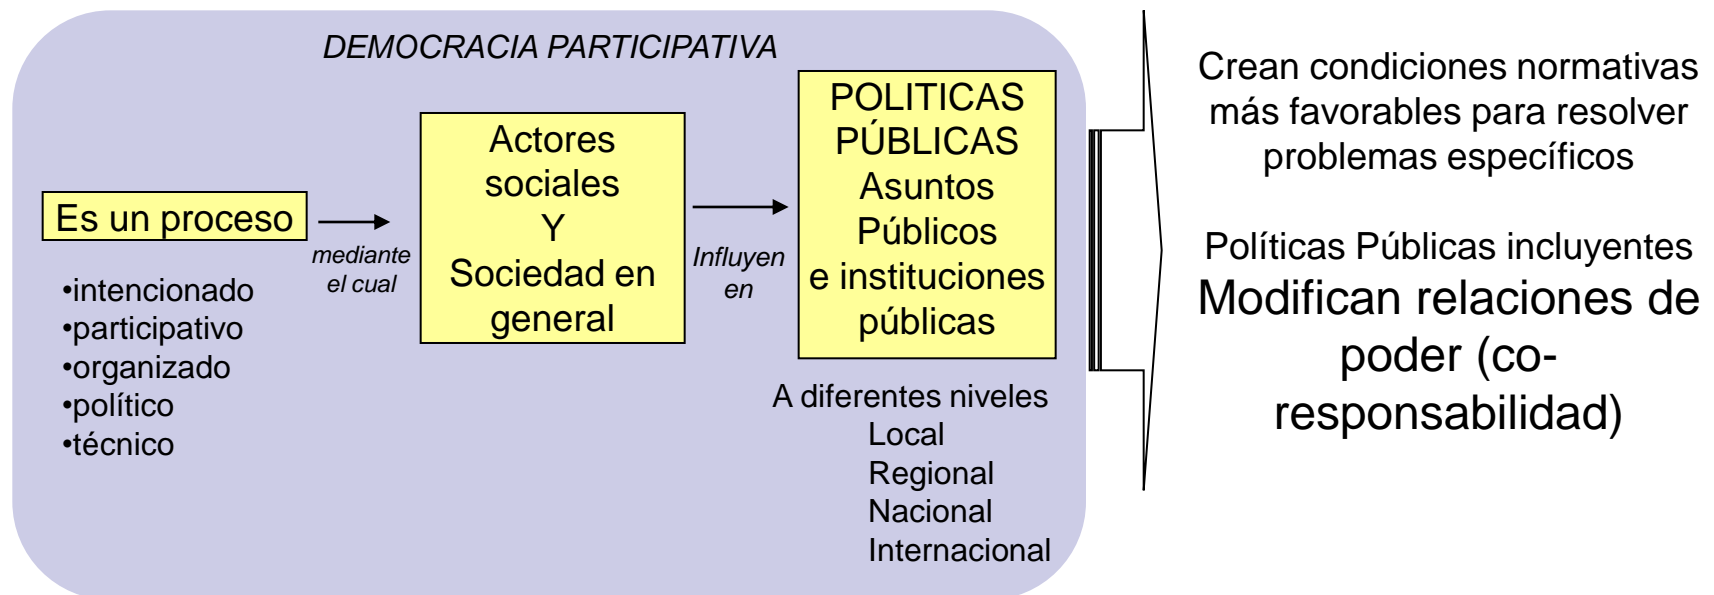 DEMOCRACIA PARTICIPATIVA
Es un proceso
•intencionado
•participativo
•organizado
•político
•técnico
mediante
el cual
Actores
sociales
Y
Sociedad en
general
Influyen
en
POLITICAS
PÚBLICAS
Asuntos
Públicos
e instituciones
públicas
A diferentes niveles
Local
Regional
Nacional
Internacional
Crean condiciones normativas
más favorables para resolver
problemas específicos
Políticas Públicas incluyentes
Modifican relaciones de
poder (co-
responsabilidad)